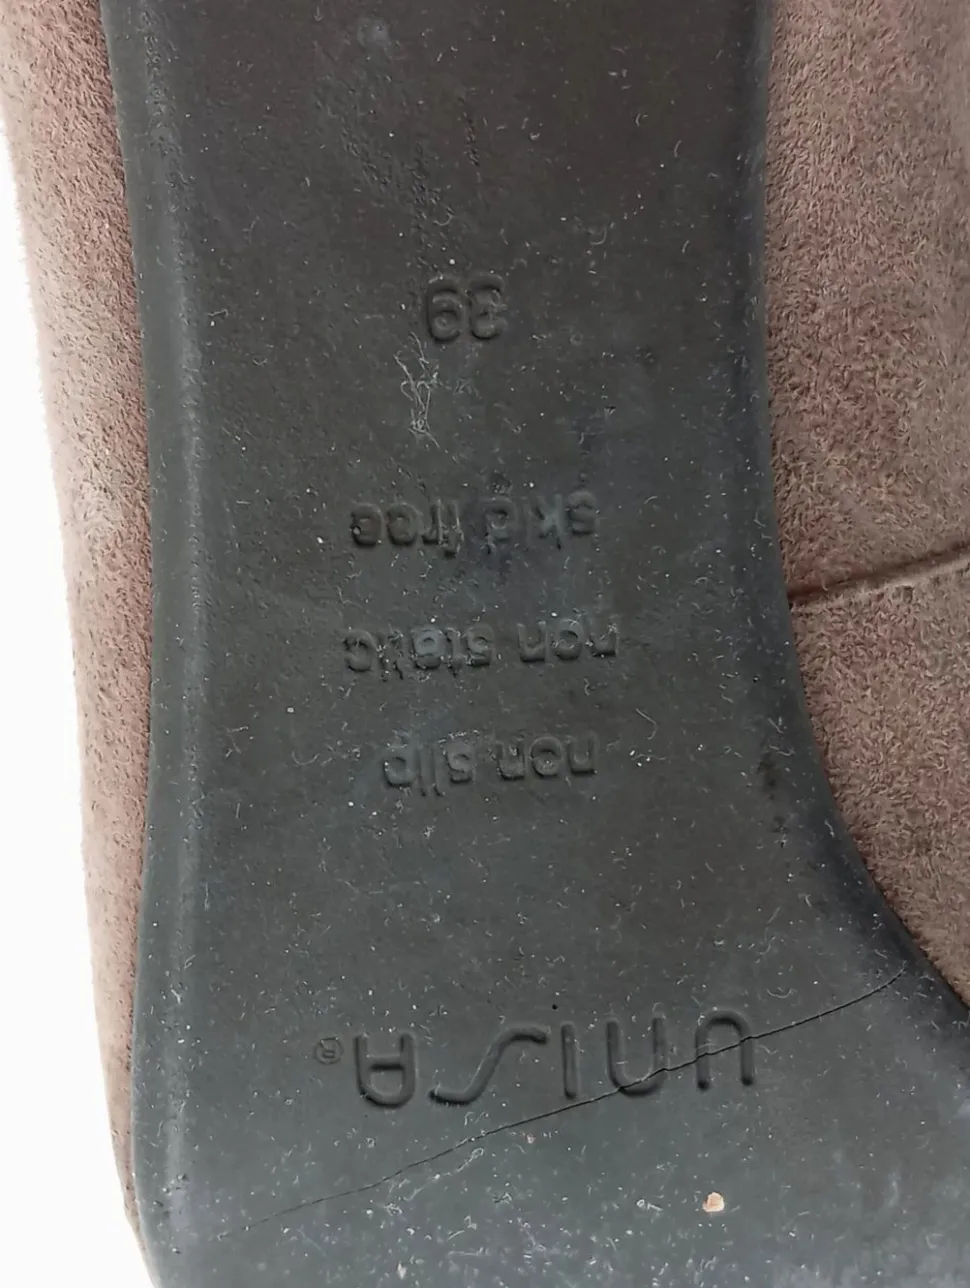 UNISA®
non slip
non static
skid free
39